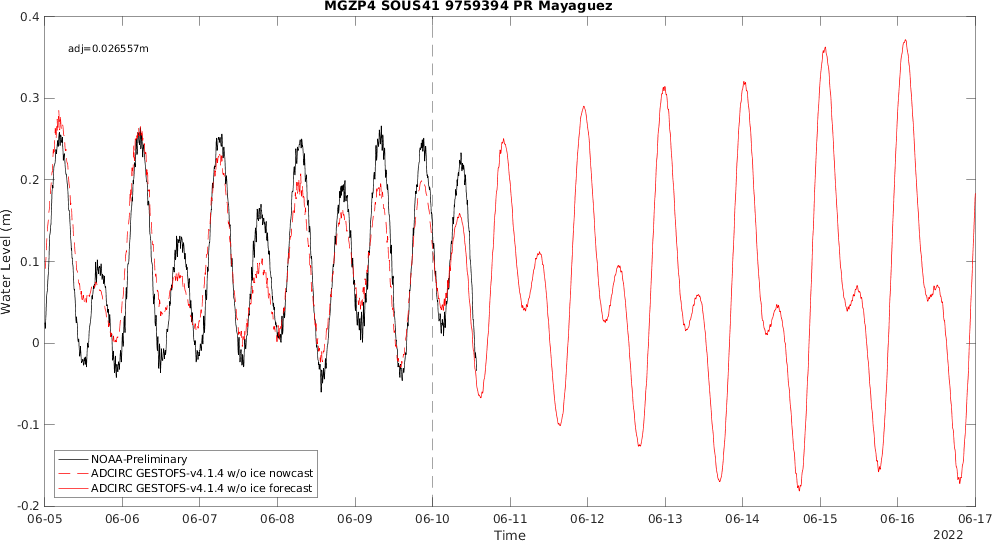 MGZP4 SOUS41 9759394 PR Mayaguez
adj=0.026557m
Water Level (m)
0.4
0.3
0.2
0.1
0
-0.1
-0.2
NOAA-Preliminary
ADCIRC GESTOFS-v4.1.4 w/o ice nowcast
ADCIRC GESTOFS-v4.1.4 w/o ice forecast
06-05 06-06 06-07 06-08 06-09 06-10 06-11 06-12 06-13 06-14 06-15 06-16 06-17
Time
2022